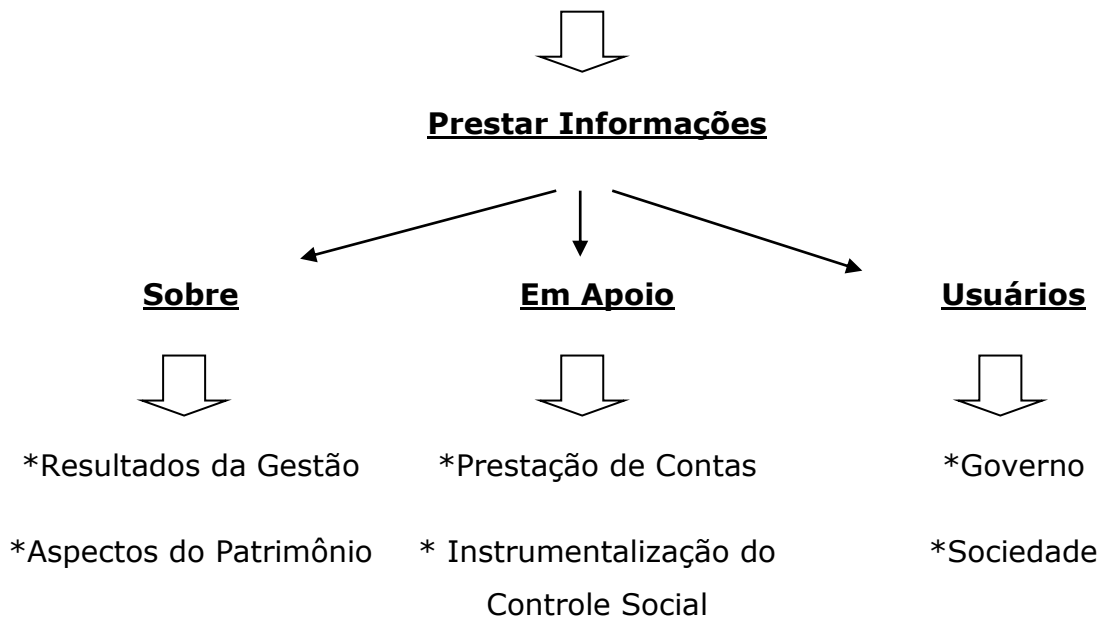 Prestar Informações
Sobre
Em Apoio
Usuários
*Resultados da Gestão
*Prestação de Contas
*Governo
*Aspectos do Patrimônio
* Instrumentalização do
Controle Social
*Sociedade